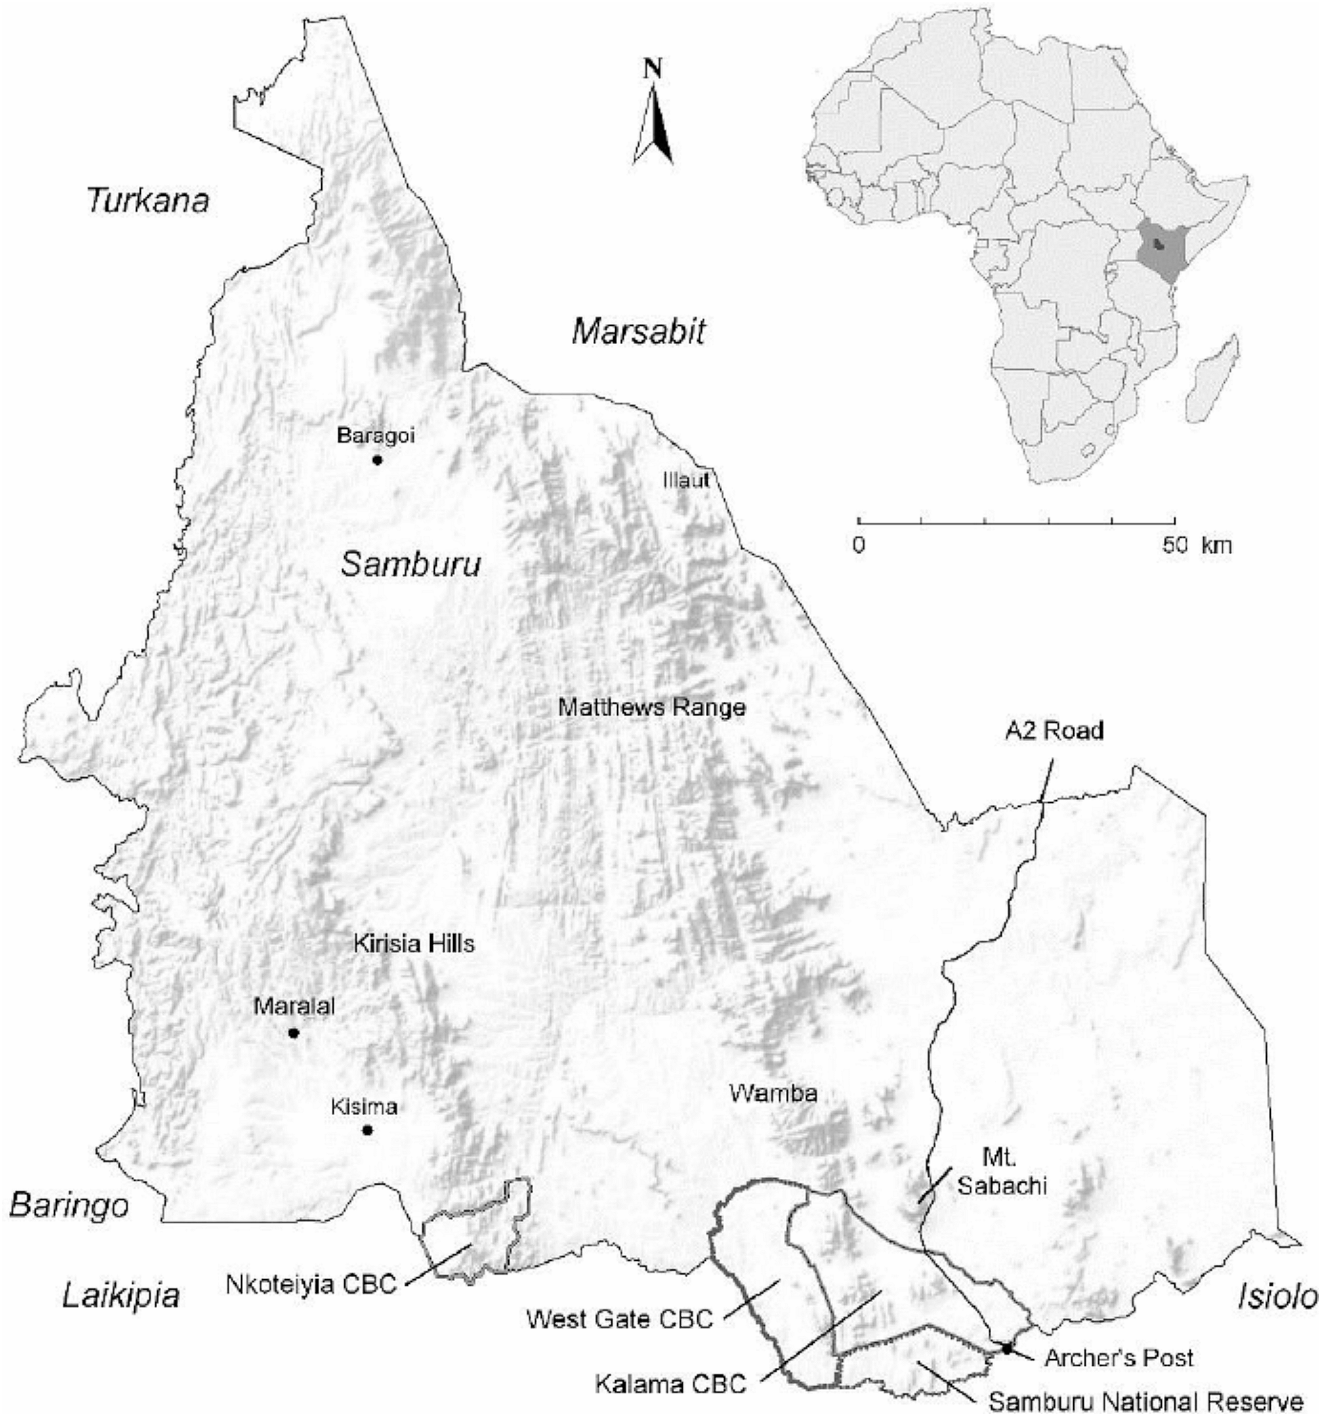 N
Turkana
Marsabit
Baragoi
Illaut
0 50 km
Samburu
Matthews Range
A2 Road
Kirisia Hills
Maralal
Wamba
Kisima
Mt.
Sabachi
Baringo
Nkoteiyia CBC
Laikipia
Isiolo
West Gate CBC
Archer's Post
Kalama CBC
Samburu National Reserve